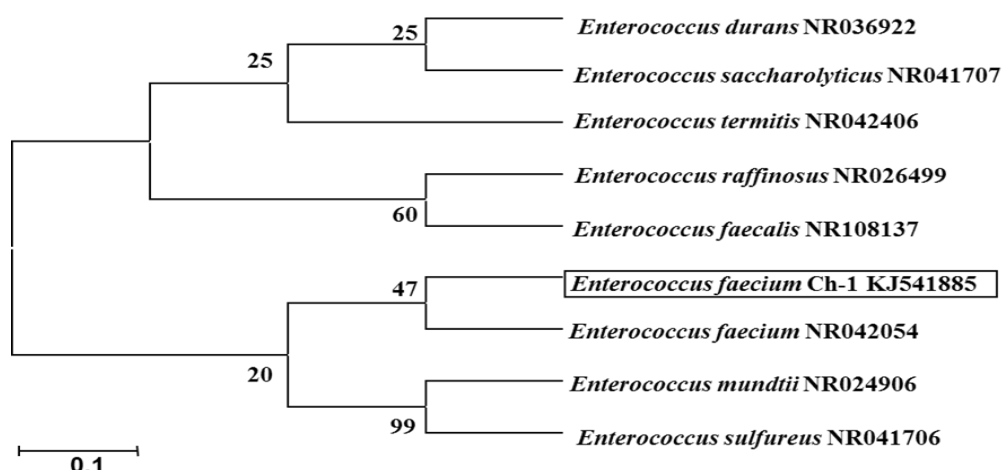 25
Enterococcus durans NR036922
25
Enterococcus saccharolyticus NR041707
Enterococcus termitis NR042406
Enterococcus raffinosus NR026499
60
Enterococcus faecalis NR108137
47
Enterococcus faecium Ch-1 KJ541885
Enterococcus faecium NR042054
20
Enterococcus mundtii NR024906
99
Enterococcus sulfureus NR041706
0.1